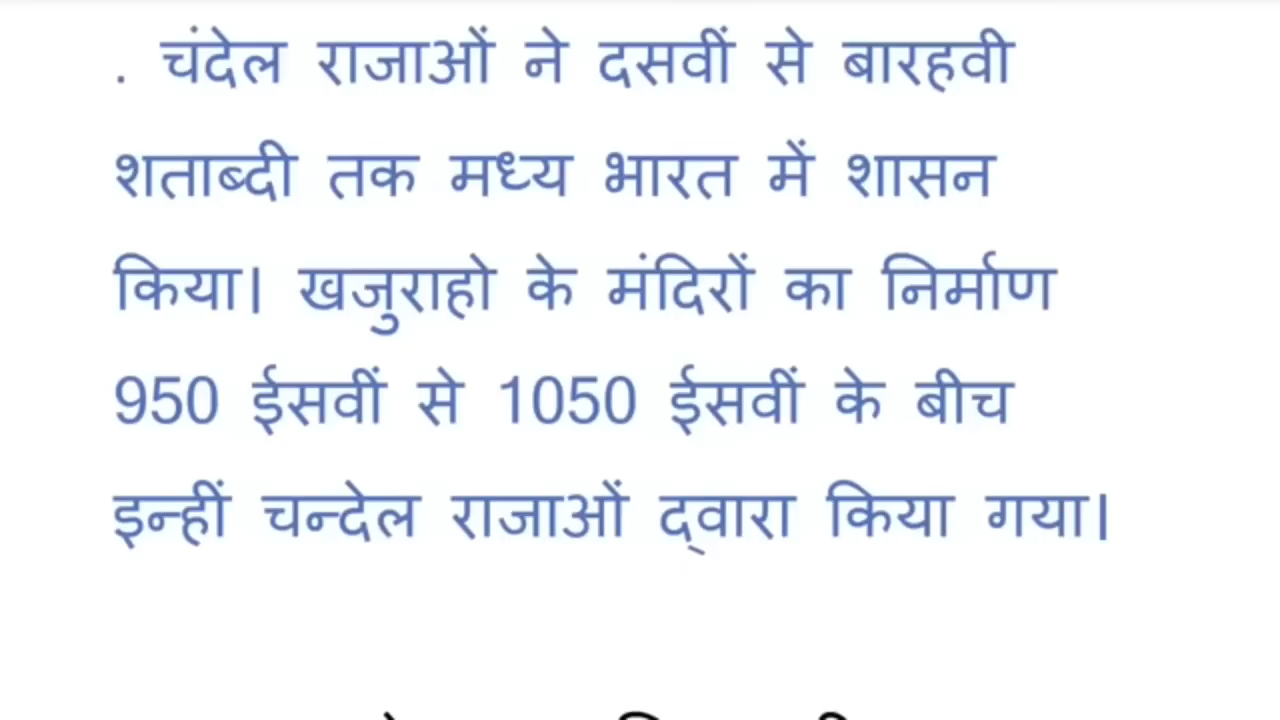 . चंदेल राजाओं ने दसवीं से बारहवी
शताब्दी तक मध्य भारत में शासन
किया। खजुराहो के मंदिरों का निर्माण
950 ईसवीं से 1050 ईसवीं के बीच
इन्हीं चन्देल राजाओं द्‌वारा किया गया।